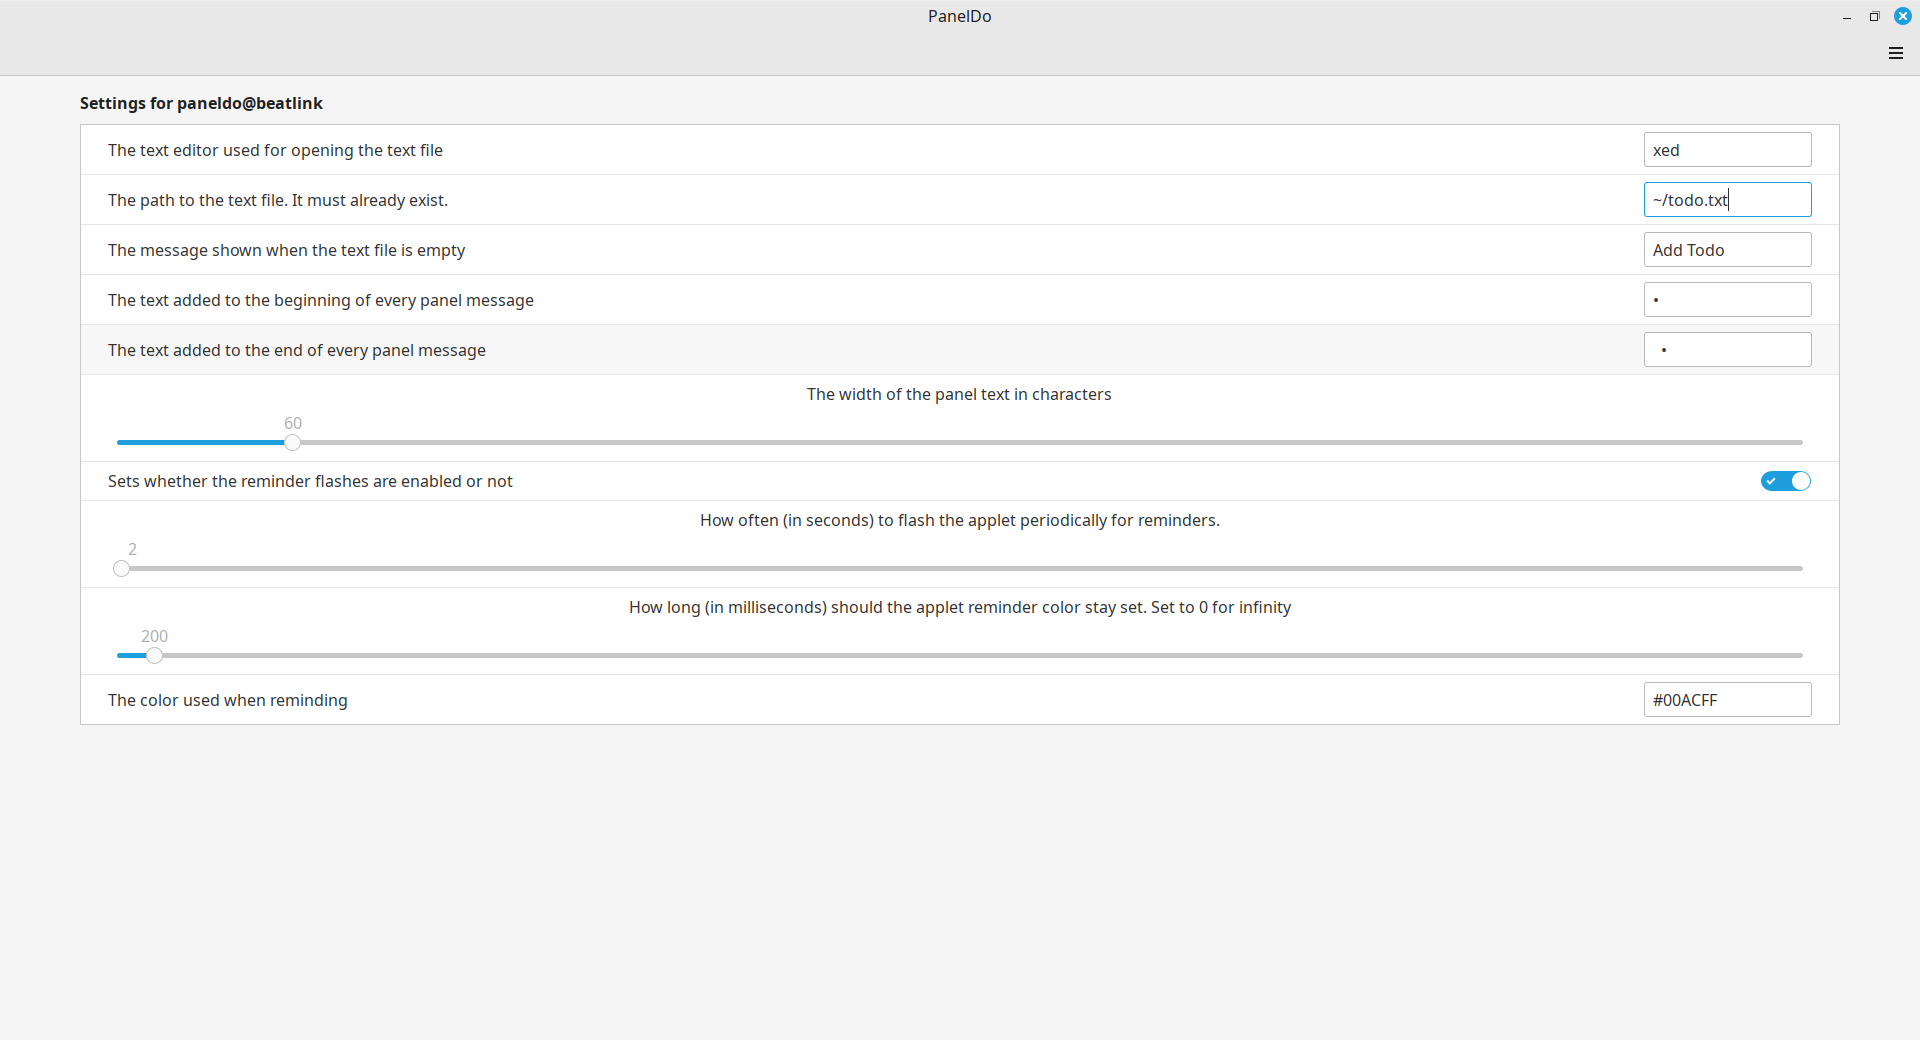 PanelDo
Settings for paneldo@beatlink
The text editor used for opening the text file xed
The path to the text file. It must already exist. ~/todo.txt
The message shown when the text file is empty Add Todo
The text added to the beginning of every panel message •
The text added to the end of every panel message •
The width of the panel text in characters
60
Sets whether the reminder flashes are enabled or not
How often (in seconds) to flash the applet periodically for reminders.
2
How long (in milliseconds) should the applet reminder color stay set. Set to 0 for infinity
200
The color used when reminding #00ACFF